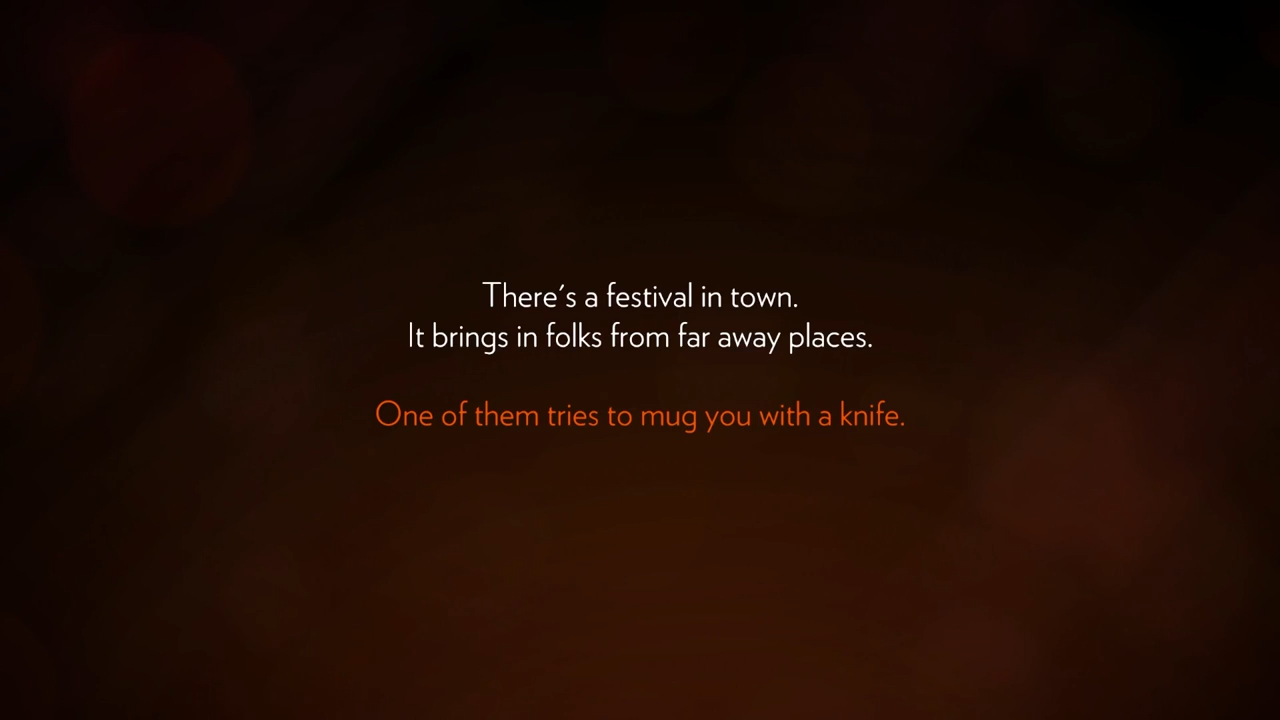 There's a festival in town.
It brings in folks from far away places.
One of them tries to mug you with a knife.